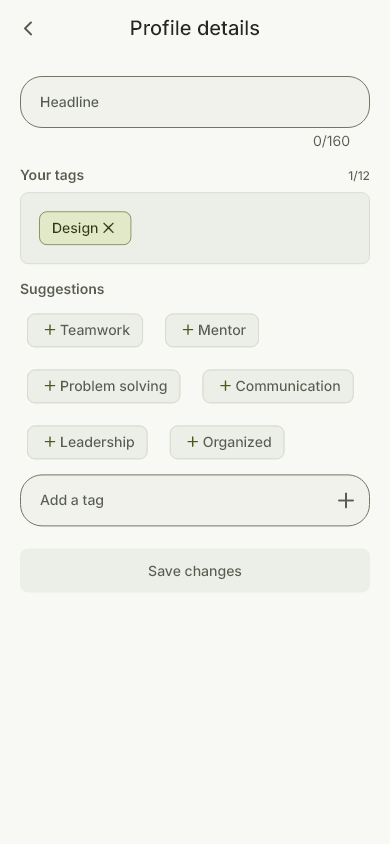 Profile details
Headline
0/160
Your tags 1/12
Design
Suggestions
Teamwork Mentor
Problem solving Communication
Leadership Organized
Add a tag
Save changes